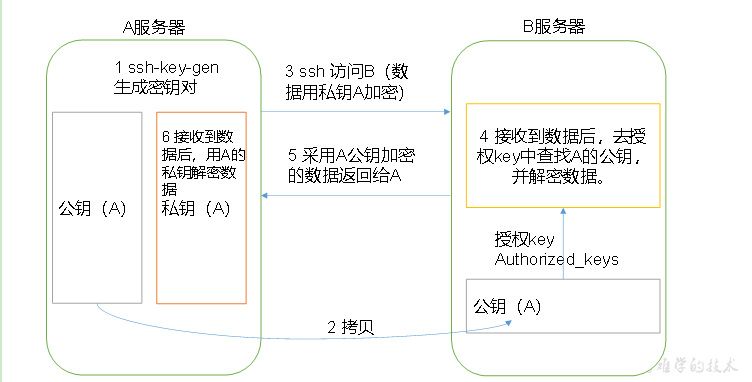 A服务器
B服务器
1 ssh-key-gen
生成密钥对
3 ssh 访问B（数
据用私钥A加密）
公钥（A）
6 接收到数
据后，用A的
私钥解密数
据
私钥（A）
5 采用A公钥加密
的数据返回给A
4 接收到数据后，去授
权key中查找A的公钥，
并解密数据。
授权key
Authorized_keys
公钥（A）
2 拷贝
学的技术